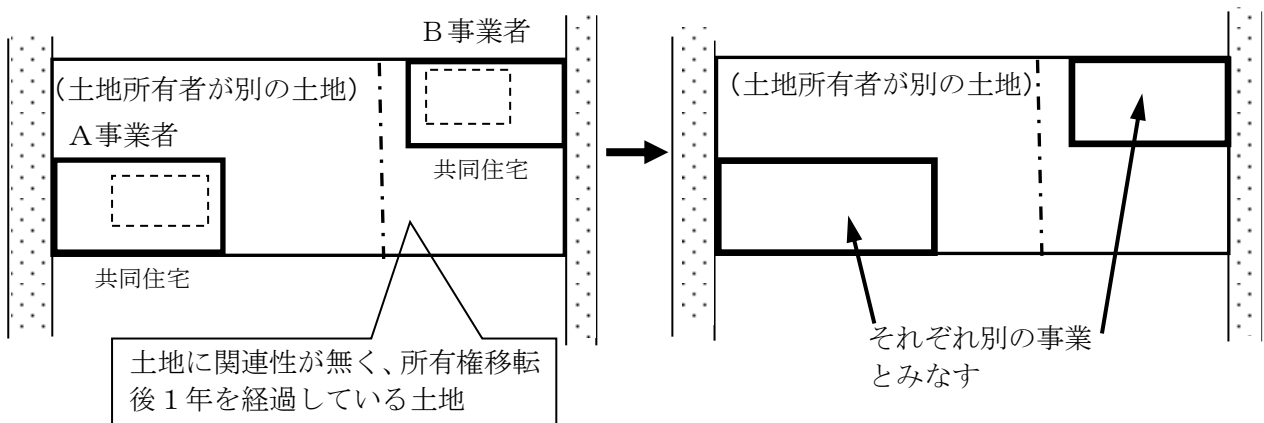 B事業者
(土地所有者が別の土地)
A事業者
共同住宅
共同住宅
土地に関連性が無く、所有権移転
後1年を経過している土地
(土地所有者が別の土地)
それぞれ別の事業
とみなす